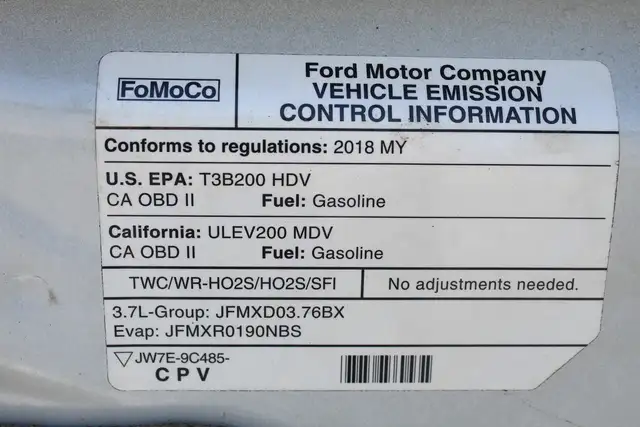 FoMoCo
Ford Motor Company
VEHICLE EMISSION
CONTROL INFORMATION
Conforms to regulations: 2018 MY
U.S. EPA: T3B200 HDV
CA OBD II Fuel: Gasoline
California: ULEV200 MDV
CA OBD II Fuel: Gasoline
TWC/WR-HO2S/HO2S/SFI No adjustments needed.
3.7L-Group: JFMXD03.76BX
Evap: JFMXR0190NBS
JW7E-9C485-
C P V